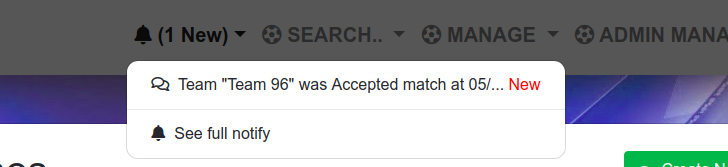 (1 New) SEARCH.. MANAGE ADMIN MANA
Team "Team 96" was Accepted match at 05/... New
See full notify